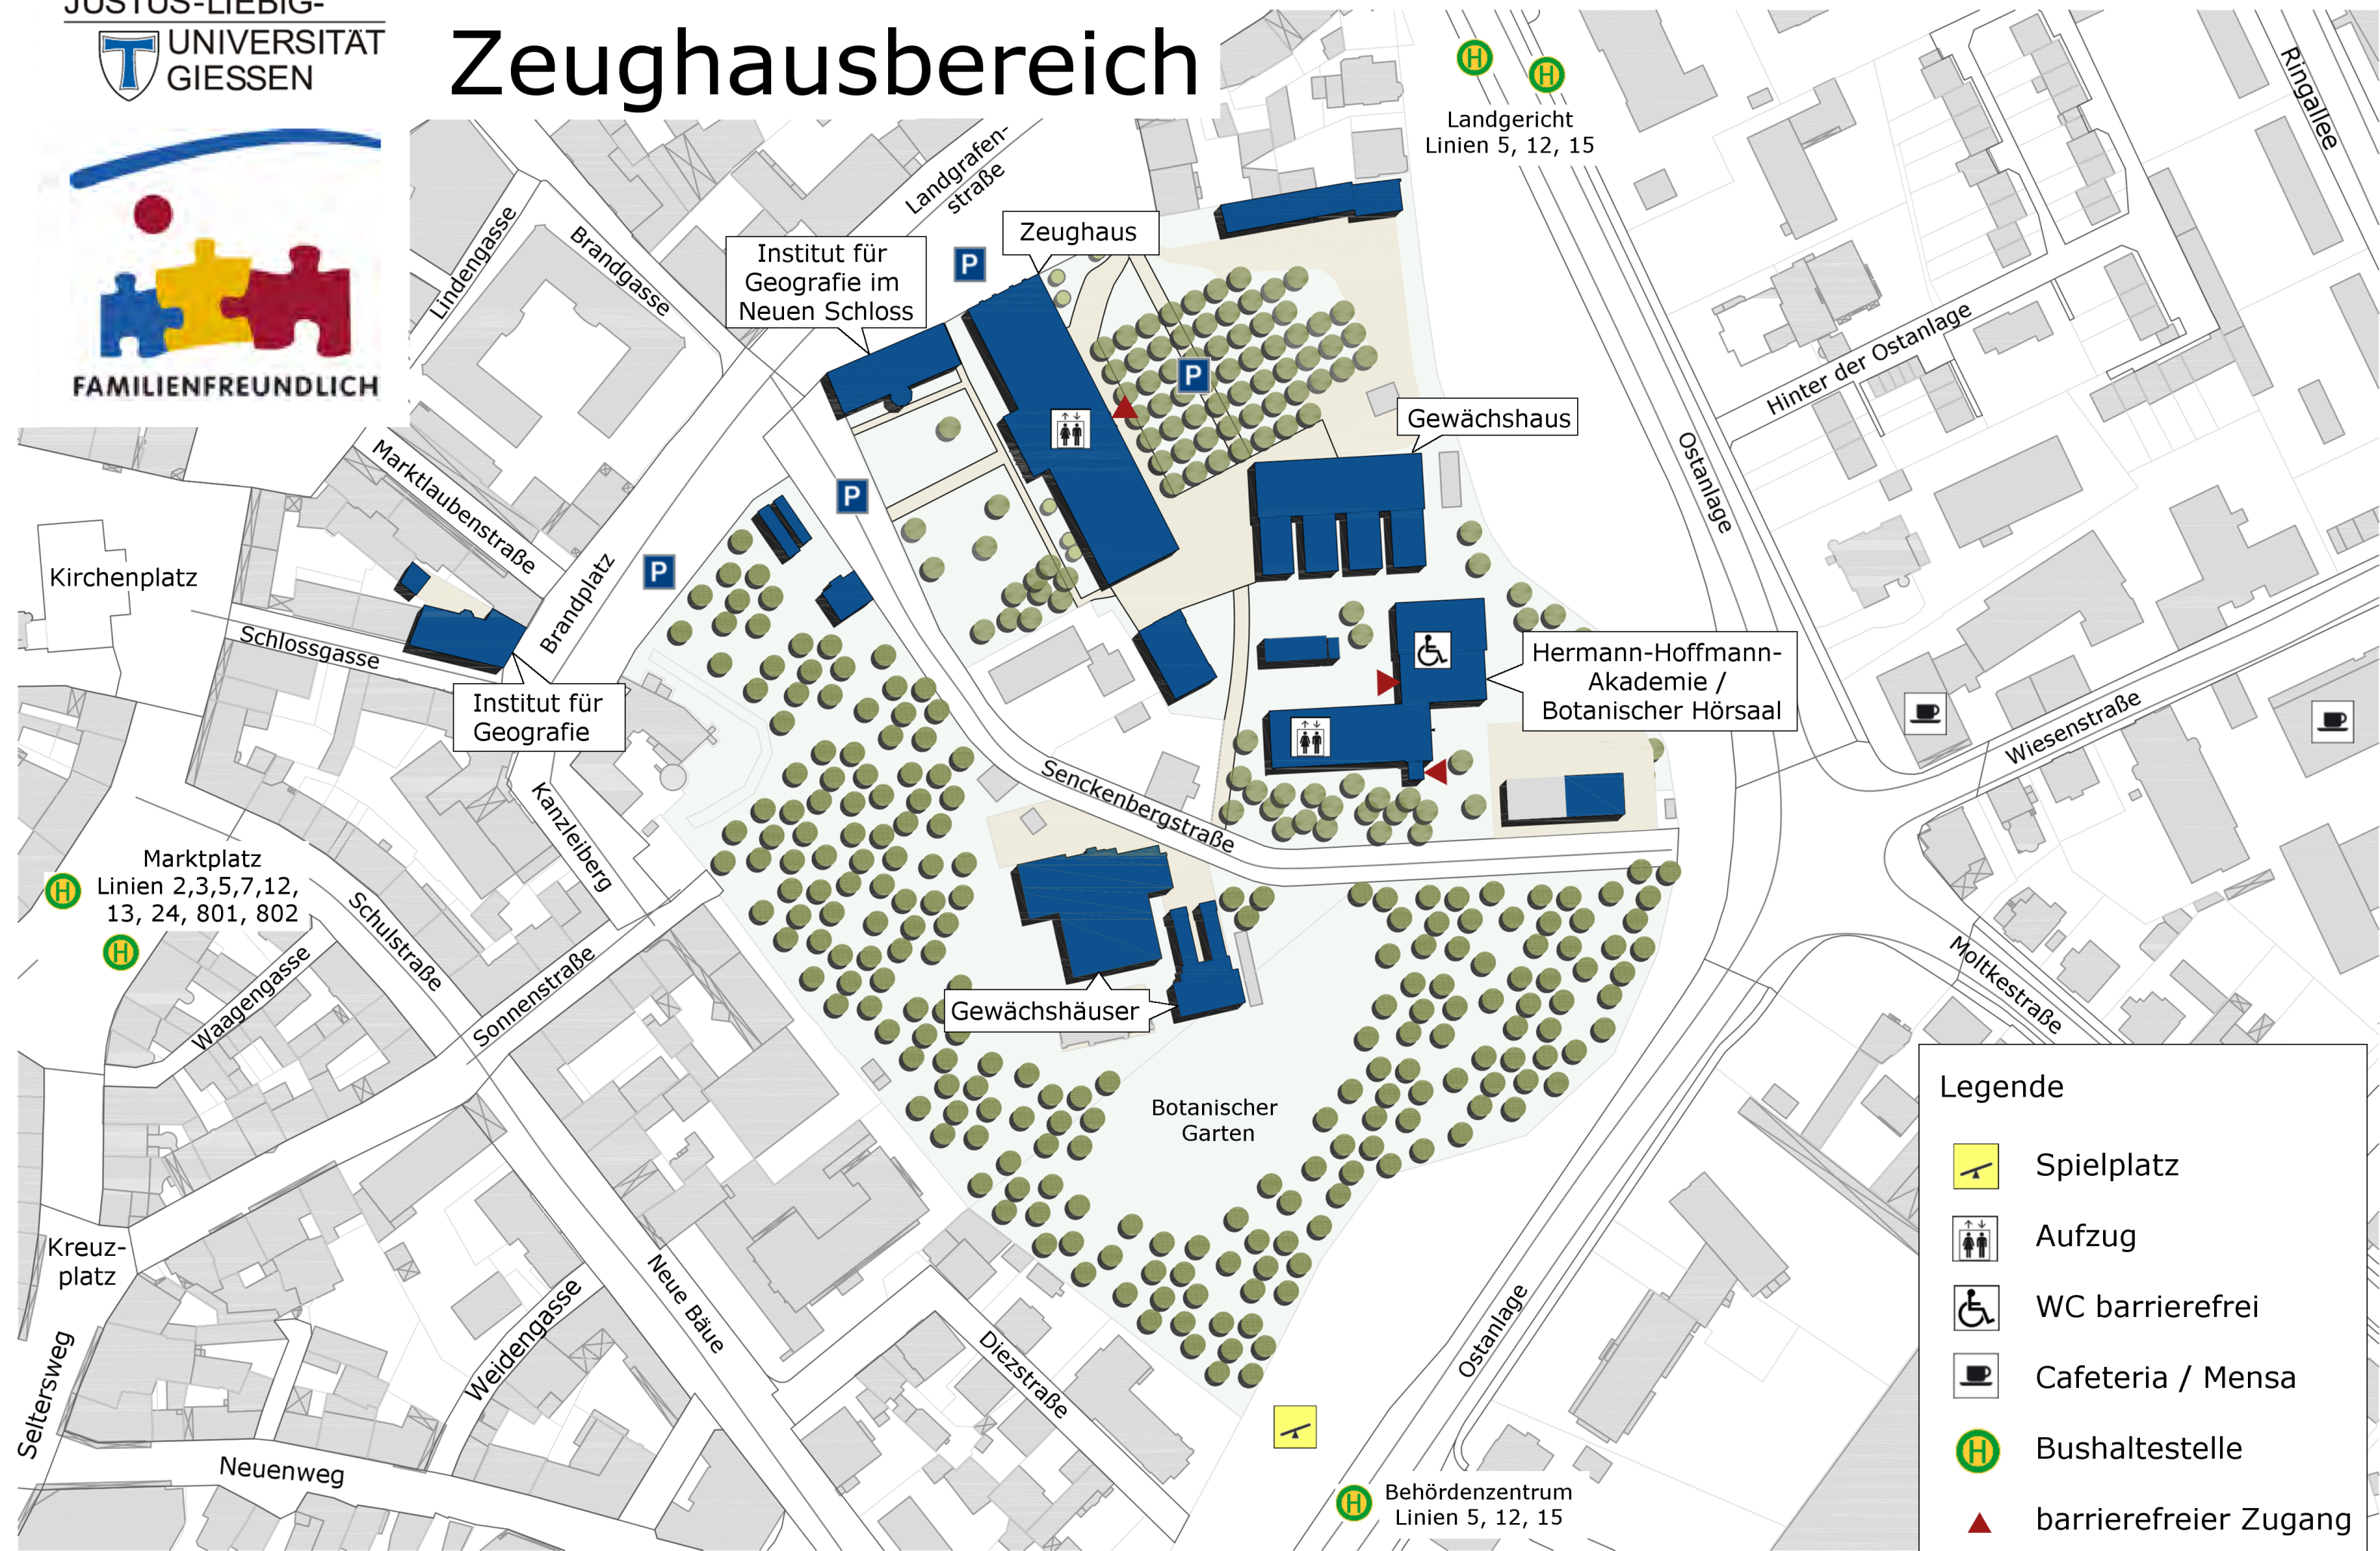 JUSTUS-LIEBIG-
UNIVERSITÄT
GIESSEN
Zeughausbereich
FAMILIENFREUNDLICH
H
H
Landgericht
Linien 5, 12, 15
Ringallee
Landgrafen-
straße
Lindengasse
Brandgasse
Zeughaus
Institut für
Geografie im
Neuen Schloss
P
P
P
P
Gewächshaus
Hinter der Ostanlage
Ostanlage
Marktlaubenstraße
Kirchenplatz
Schlossgasse
Brandplatz
Institut für
Geografie
Hermann-Hoffmann-
Akademie /
Botanischer Hörsaal
Wiesenstraße
Kanzleiberg
Senckenbergstraße
Marktplatz
Linien 2,3,5,7,12,
13, 24, 801, 802
H
H
Schulstraße
Waagengasse
Sonnenstraße
Gewächshäuser
Moltkestraße
Botanischer
Garten
Kreuz-
platz
Seltersweg
Weidengasse
Neue Bäue
Diezstraße
Neuenweg
Ostanlage
H
Behördenzentrum
Linien 5, 12, 15
Legende
Spielplatz
Aufzug
WC barrierefrei
Cafeteria / Mensa
H
Bushaltestelle
barrierefreier Zugang